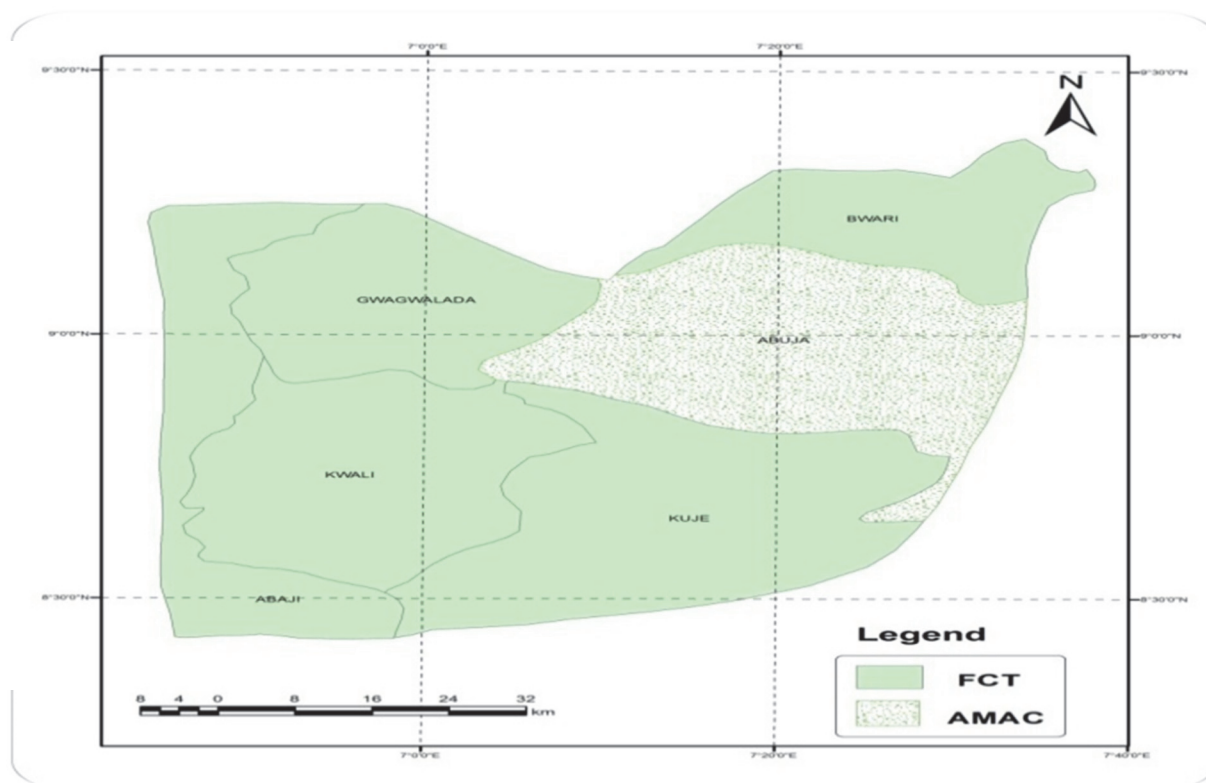 7°0'0"E 7°20'0"E
9°30'0"N 9°30'0"N
N
BWARI
GWAGWALADA
9°0'0"N 9°0'0"N
ABUJA
KWALI
KUJE
8°30'0"N 8°30'0"N
ABAJI
Legend
FCT
AMAC
8 4 0 8 16 24 32
km
7°0'0"E 7°20'0"E 7°40'0"E